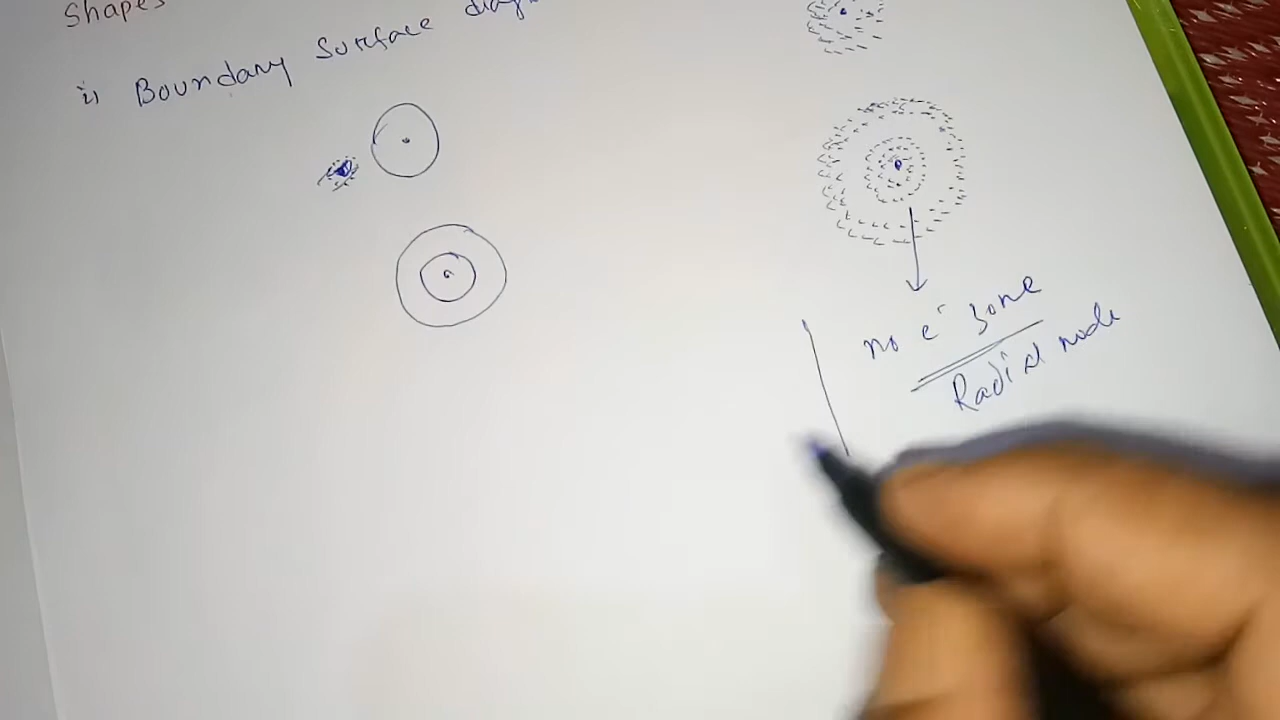 Shapes
i) Boundary Surface
no e⁻ zone
Radial node